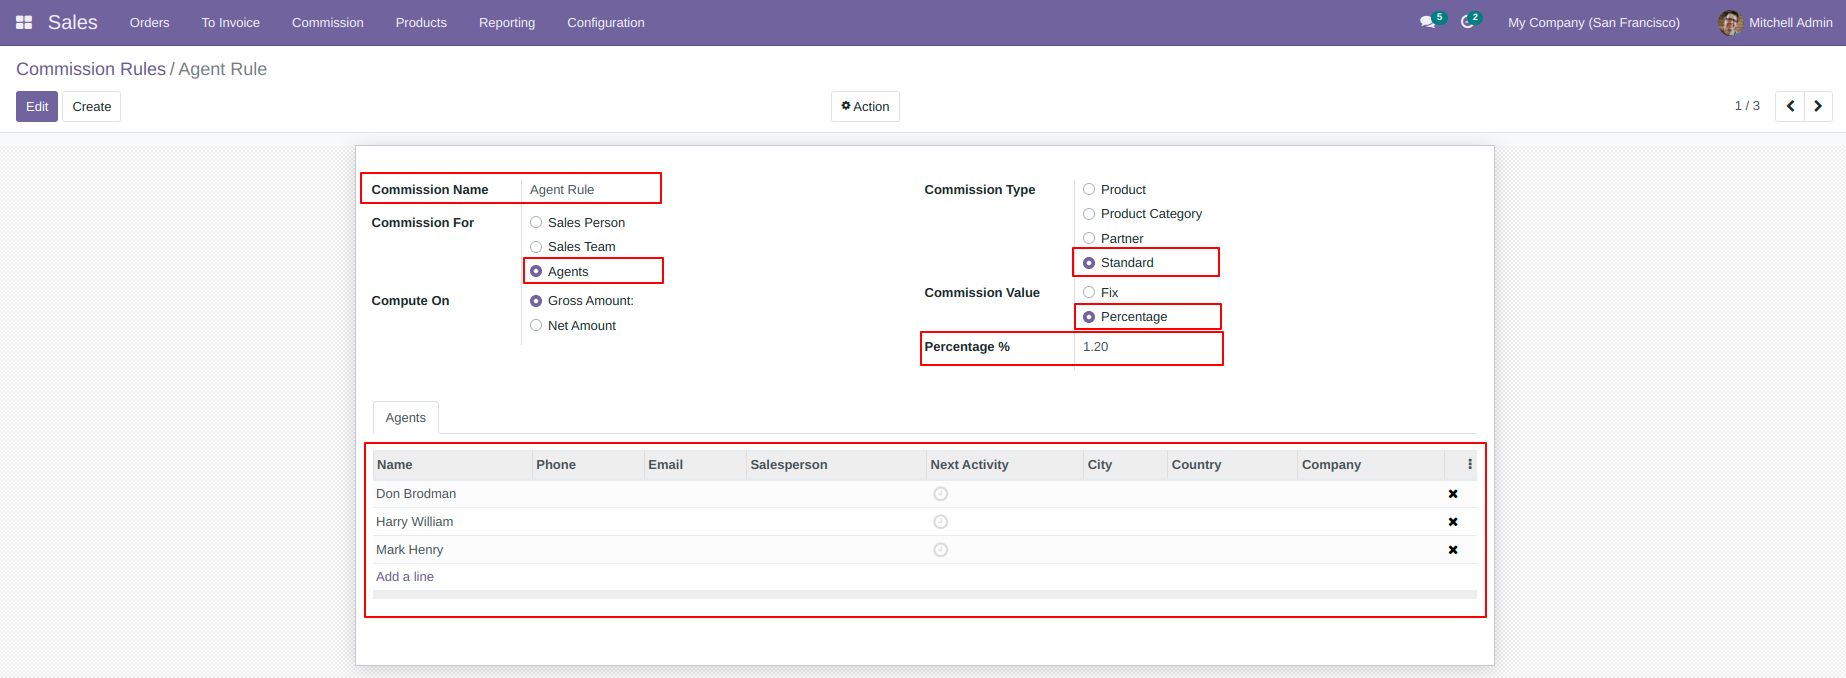 Sales Orders To Invoice Commission Products Reporting Configuration 5 2 My Company (San Francisco) Mitchell Admin
Commission Rules / Agent Rule
Edit Create Action 1 / 3
Commission Name Agent Rule
Commission For Sales Person
Sales Team
Agents
Compute On Gross Amount:
Net Amount
Commission Type Product
Product Category
Partner
Standard
Commission Value Fix
Percentage
Percentage % 1.20
Agents
Name Phone Email Salesperson Next Activity City Country Company
Don Brodman
Harry William
Mark Henry
Add a line